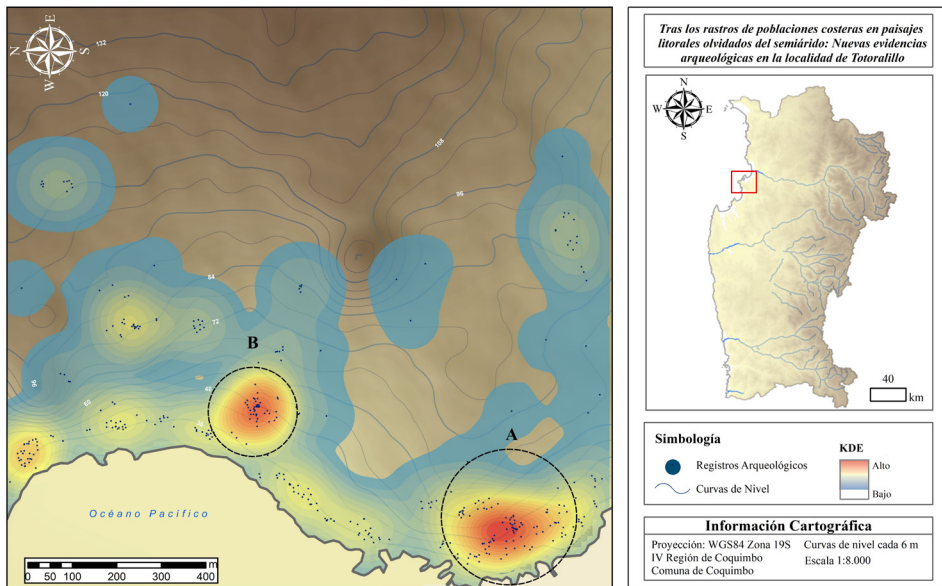 E
N
S
W
132
120
108
96
84
72
B
48
60
96
A
Océano Pacífico
m
0 50 100 200 300 400
Tras los rastros de poblaciones costeras en paisajes
litorales olvidados del semiárido: Nuevas evidencias
arqueológicas en la localidad de Totoralillo
N
W
E
S
40
km
Simbología
Registros Arqueológicos
Curvas de Nivel
KDE
Alto
Bajo
Información Cartográfica
Proyección: WGS84 Zona 19S
IV Región de Coquimbo
Comuna de Coquimbo
Curvas de nivel cada 6 m
Escala 1:8.000